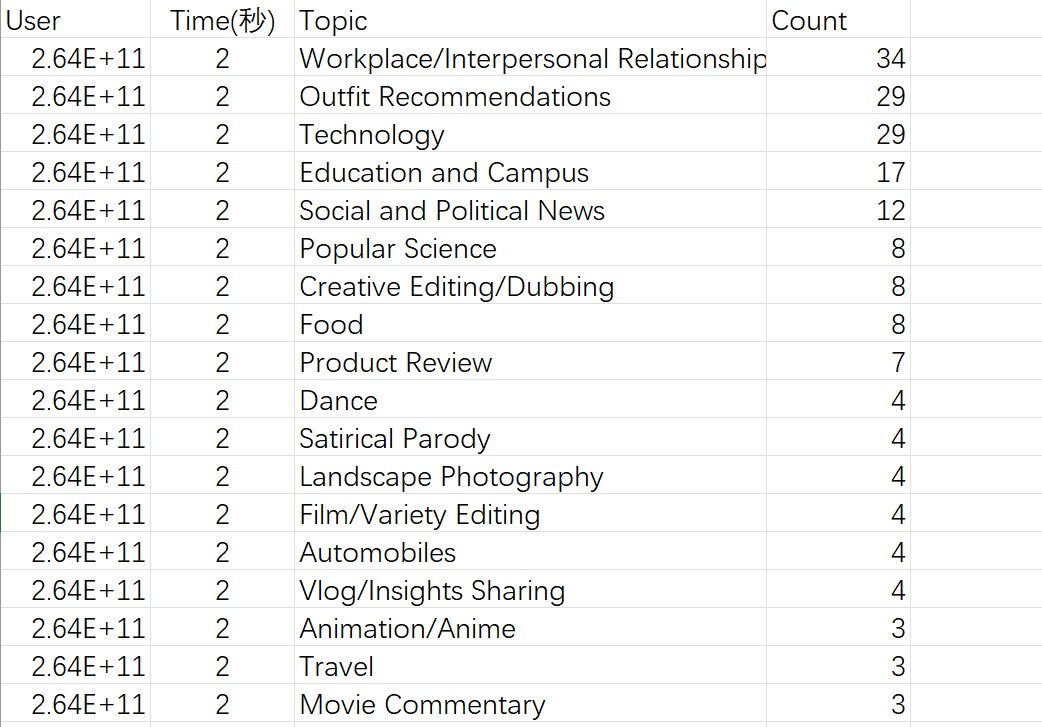 User Time(秒) Topic Count
2.64E+11 2 Workplace/Interpersonal Relationship 34
2.64E+11 2 Outfit Recommendations 29
2.64E+11 2 Technology 29
2.64E+11 2 Education and Campus 17
2.64E+11 2 Social and Political News 12
2.64E+11 2 Popular Science 8
2.64E+11 2 Creative Editing/Dubbing 8
2.64E+11 2 Food 8
2.64E+11 2 Product Review 7
2.64E+11 2 Dance 4
2.64E+11 2 Satirical Parody 4
2.64E+11 2 Landscape Photography 4
2.64E+11 2 Film/Variety Editing 4
2.64E+11 2 Automobiles 4
2.64E+11 2 Vlog/Insights Sharing 4
2.64E+11 2 Animation/Anime 3
2.64E+11 2 Travel 3
2.64E+11 2 Movie Commentary 3